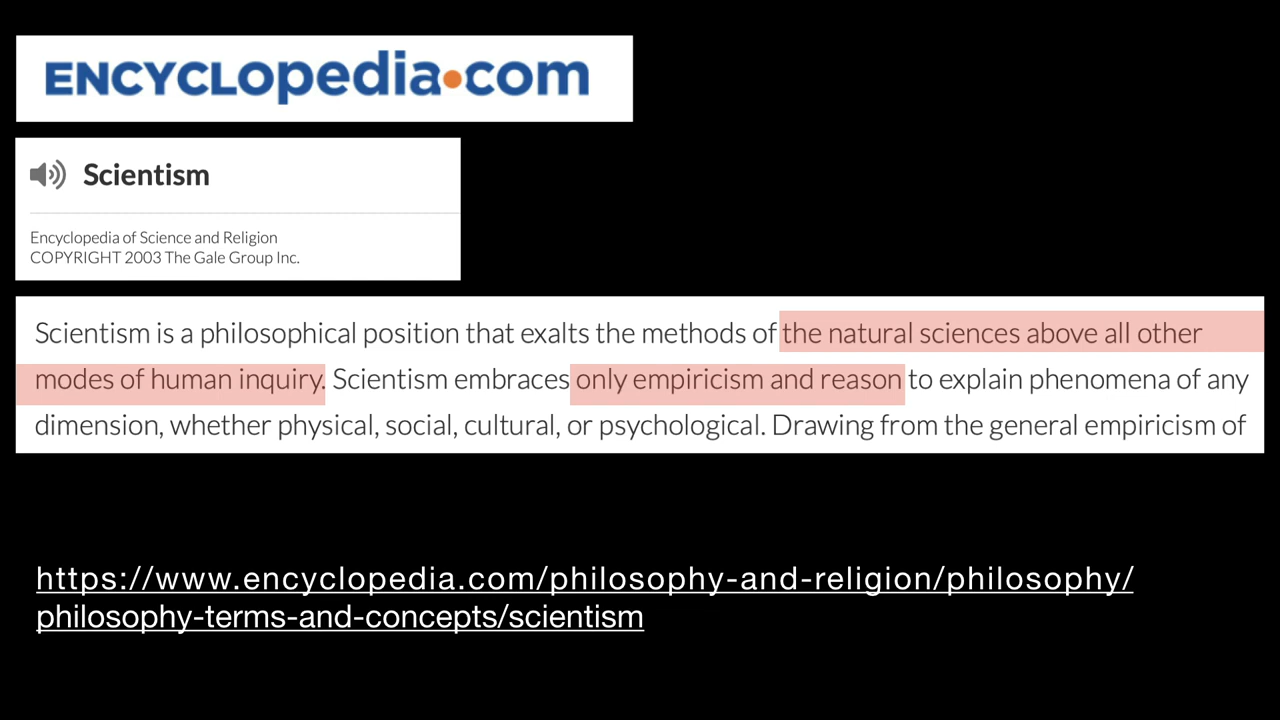 ENCYCLOpedia.com
Scientism
Encyclopedia of Science and Religion
COPYRIGHT 2003 The Gale Group Inc.
Scientism is a philosophical position that exalts the methods of the natural sciences above all other
modes of human inquiry. Scientism embraces only empiricism and reason to explain phenomena of any
dimension, whether physical, social, cultural, or psychological. Drawing from the general empiricism of
https://www.encyclopedia.com/philosophy-and-religion/philosophy/
philosophy-terms-and-concepts/scientism